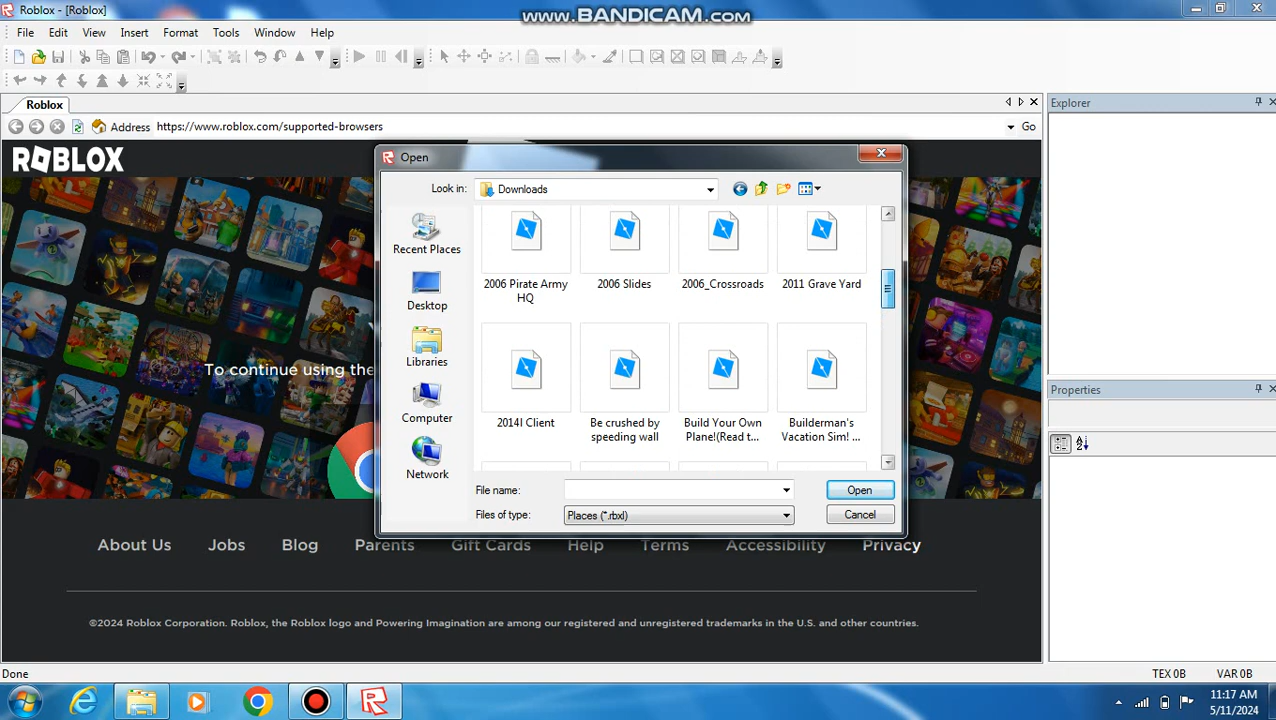 Roblox - [Roblox]
www.BANDICAM.com
File Edit View Insert Format Tools Window Help
Roblox
Address https://www.roblox.com/supported-browsers Go
ROBLOX
To continue using the
About Us Jobs Blog Parents Gift Cards Help Terms Accessibility Privacy
©2024 Roblox Corporation. Roblox, the Roblox logo and Powering Imagination are among our registered and unregistered trademarks in the U.S. and other countries.
Open
Look in: Downloads
Recent Places
Desktop
Libraries
Computer
Network
2006 Pirate Army HQ
2006 Slides
2006_Crossroads
2011 Grave Yard
2014I Client
Be crushed by speeding wall
Build Your Own Plane!(Read t...
Builderman's Vacation Sim! ...
File name: Open
Files of type: Places (*.rbxl) Cancel
Explorer
Properties
Done TEX 0B VAR 0B
11:17 AM
5/11/2024